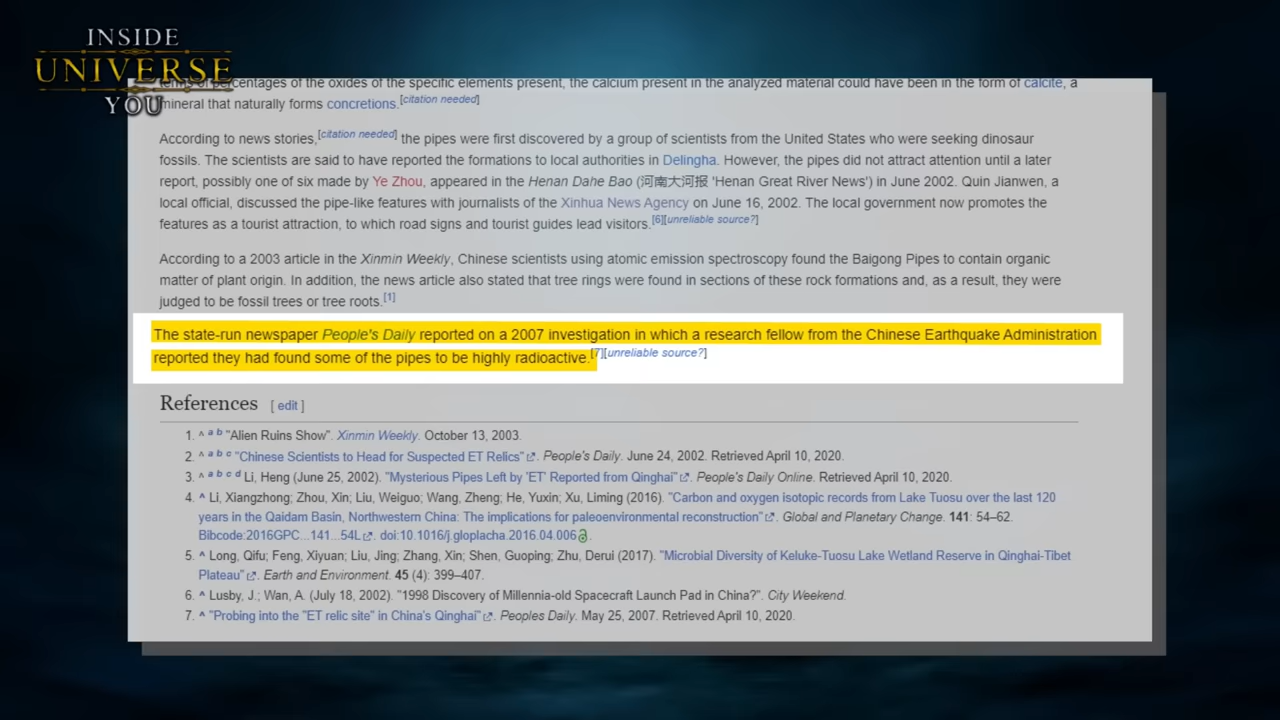 INSIDE
UNIVERSE
YOU
terms of percentages of the oxides of the specific elements present, the calcium present in the analyzed material could have been in the form of calcite, a
mineral that naturally forms concretions.[citation needed]
According to news stories,[citation needed] the pipes were first discovered by a group of scientists from the United States who were seeking dinosaur
fossils. The scientists are said to have reported the formations to local authorities in Delingha. However, the pipes did not attract attention until a later
report, possibly one of six made by Ye Zhou, appeared in the Henan Dahe Bao (河南大河报 'Henan Great River News') in June 2002. Quin Jianwen, a
local official, discussed the pipe-like features with journalists of the Xinhua News Agency on June 16, 2002. The local government now promotes the
features as a tourist attraction, to which road signs and tourist guides lead visitors.[6][unreliable source?]
According to a 2003 article in the Xinmin Weekly, Chinese scientists using atomic emission spectroscopy found the Baigong Pipes to contain organic
matter of plant origin. In addition, the news article also stated that tree rings were found in sections of these rock formations and, as a result, they were
judged to be fossil trees or tree roots.[1]
The state-run newspaper People's Daily reported on a 2007 investigation in which a research fellow from the Chinese Earthquake Administration
reported they had found some of the pipes to be highly radioactive.[7][unreliable source?]
References [ edit ]
1. ^ a b "Alien Ruins Show". Xinmin Weekly. October 13, 2003.
2. ^ a b c "Chinese Scientists to Head for Suspected ET Relics". People's Daily. June 24, 2002. Retrieved April 10, 2020.
3. ^ a b c d Li, Heng (June 25, 2002). "Mysterious Pipes Left by 'ET' Reported from Qinghai". People's Daily Online. Retrieved April 10, 2020.
4. ^ Li, Xiangzhong; Zhou, Xin; Liu, Weiguo; Wang, Zheng; He, Yuxin; Xu, Liming (2016). "Carbon and oxygen isotopic records from Lake Tuosu over the last 120
years in the Qaidam Basin, Northwestern China: The implications for paleoenvironmental reconstruction". Global and Planetary Change. 141: 54–62.
Bibcode:2016GPC...141...54L. doi:10.1016/j.gloplacha.2016.04.006.
5. ^ Long, Qifu; Feng, Xiyuan; Liu, Jing; Zhang, Xin; Shen, Guoping; Zhu, Derui (2017). "Microbial Diversity of Keluke-Tuosu Lake Wetland Reserve in Qinghai-Tibet
Plateau". Earth and Environment. 45 (4): 399–407.
6. ^ Lusby, J.; Wan, A. (July 18, 2002). "1998 Discovery of Millennia-old Spacecraft Launch Pad in China?". City Weekend.
7. ^ "Probing into the "ET relic site" in China's Qinghai". Peoples Daily. May 25, 2007. Retrieved April 10, 2020.